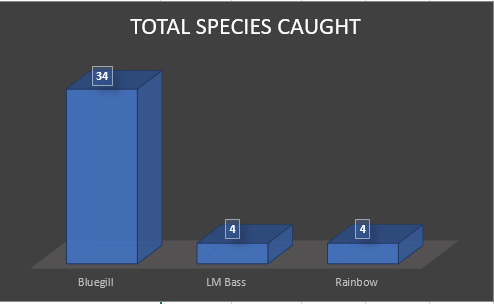 TOTAL SPECIES CAUGHT
34
4
4
Bluegill
LM Bass
Rainbow